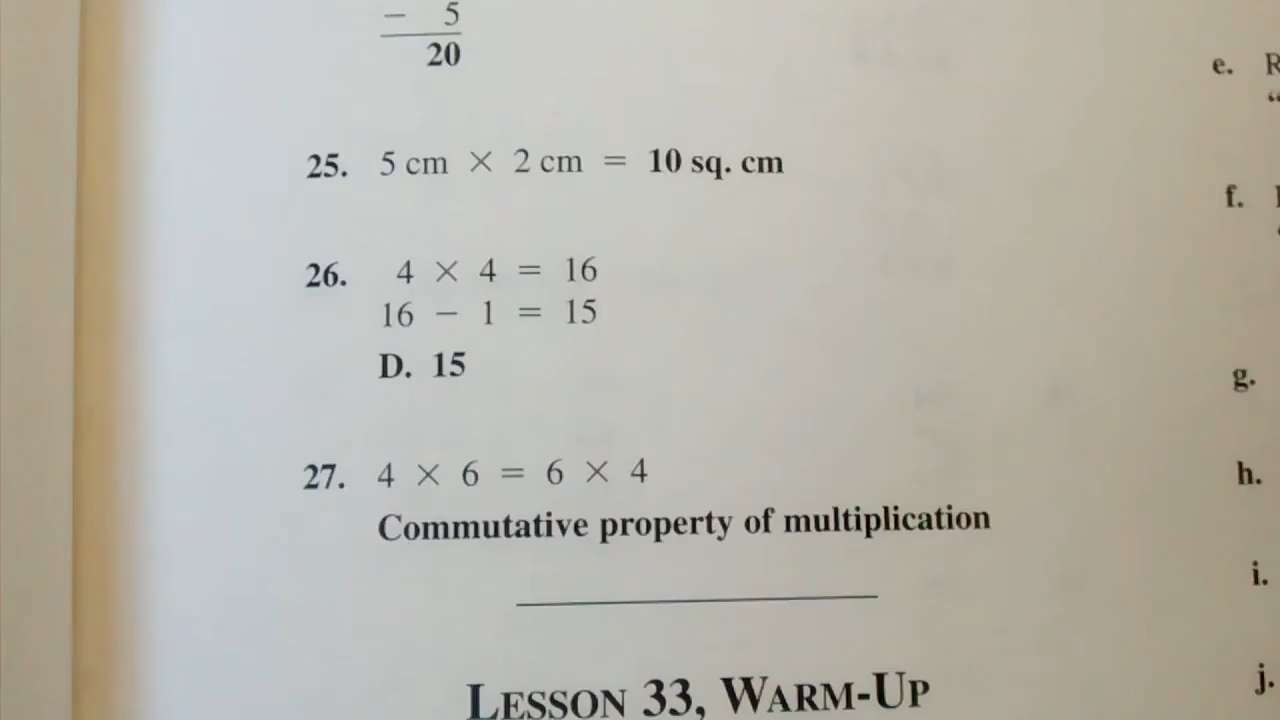 − 5
20
25. 5 cm × 2 cm = 10 sq. cm
26. 4 × 4 = 16
16 − 1 = 15
D. 15
27. 4 × 6 = 6 × 4
Commutative property of multiplication
LESSON 33, WARM-UP
e. R
“
f.
g.
h.
i.
j.